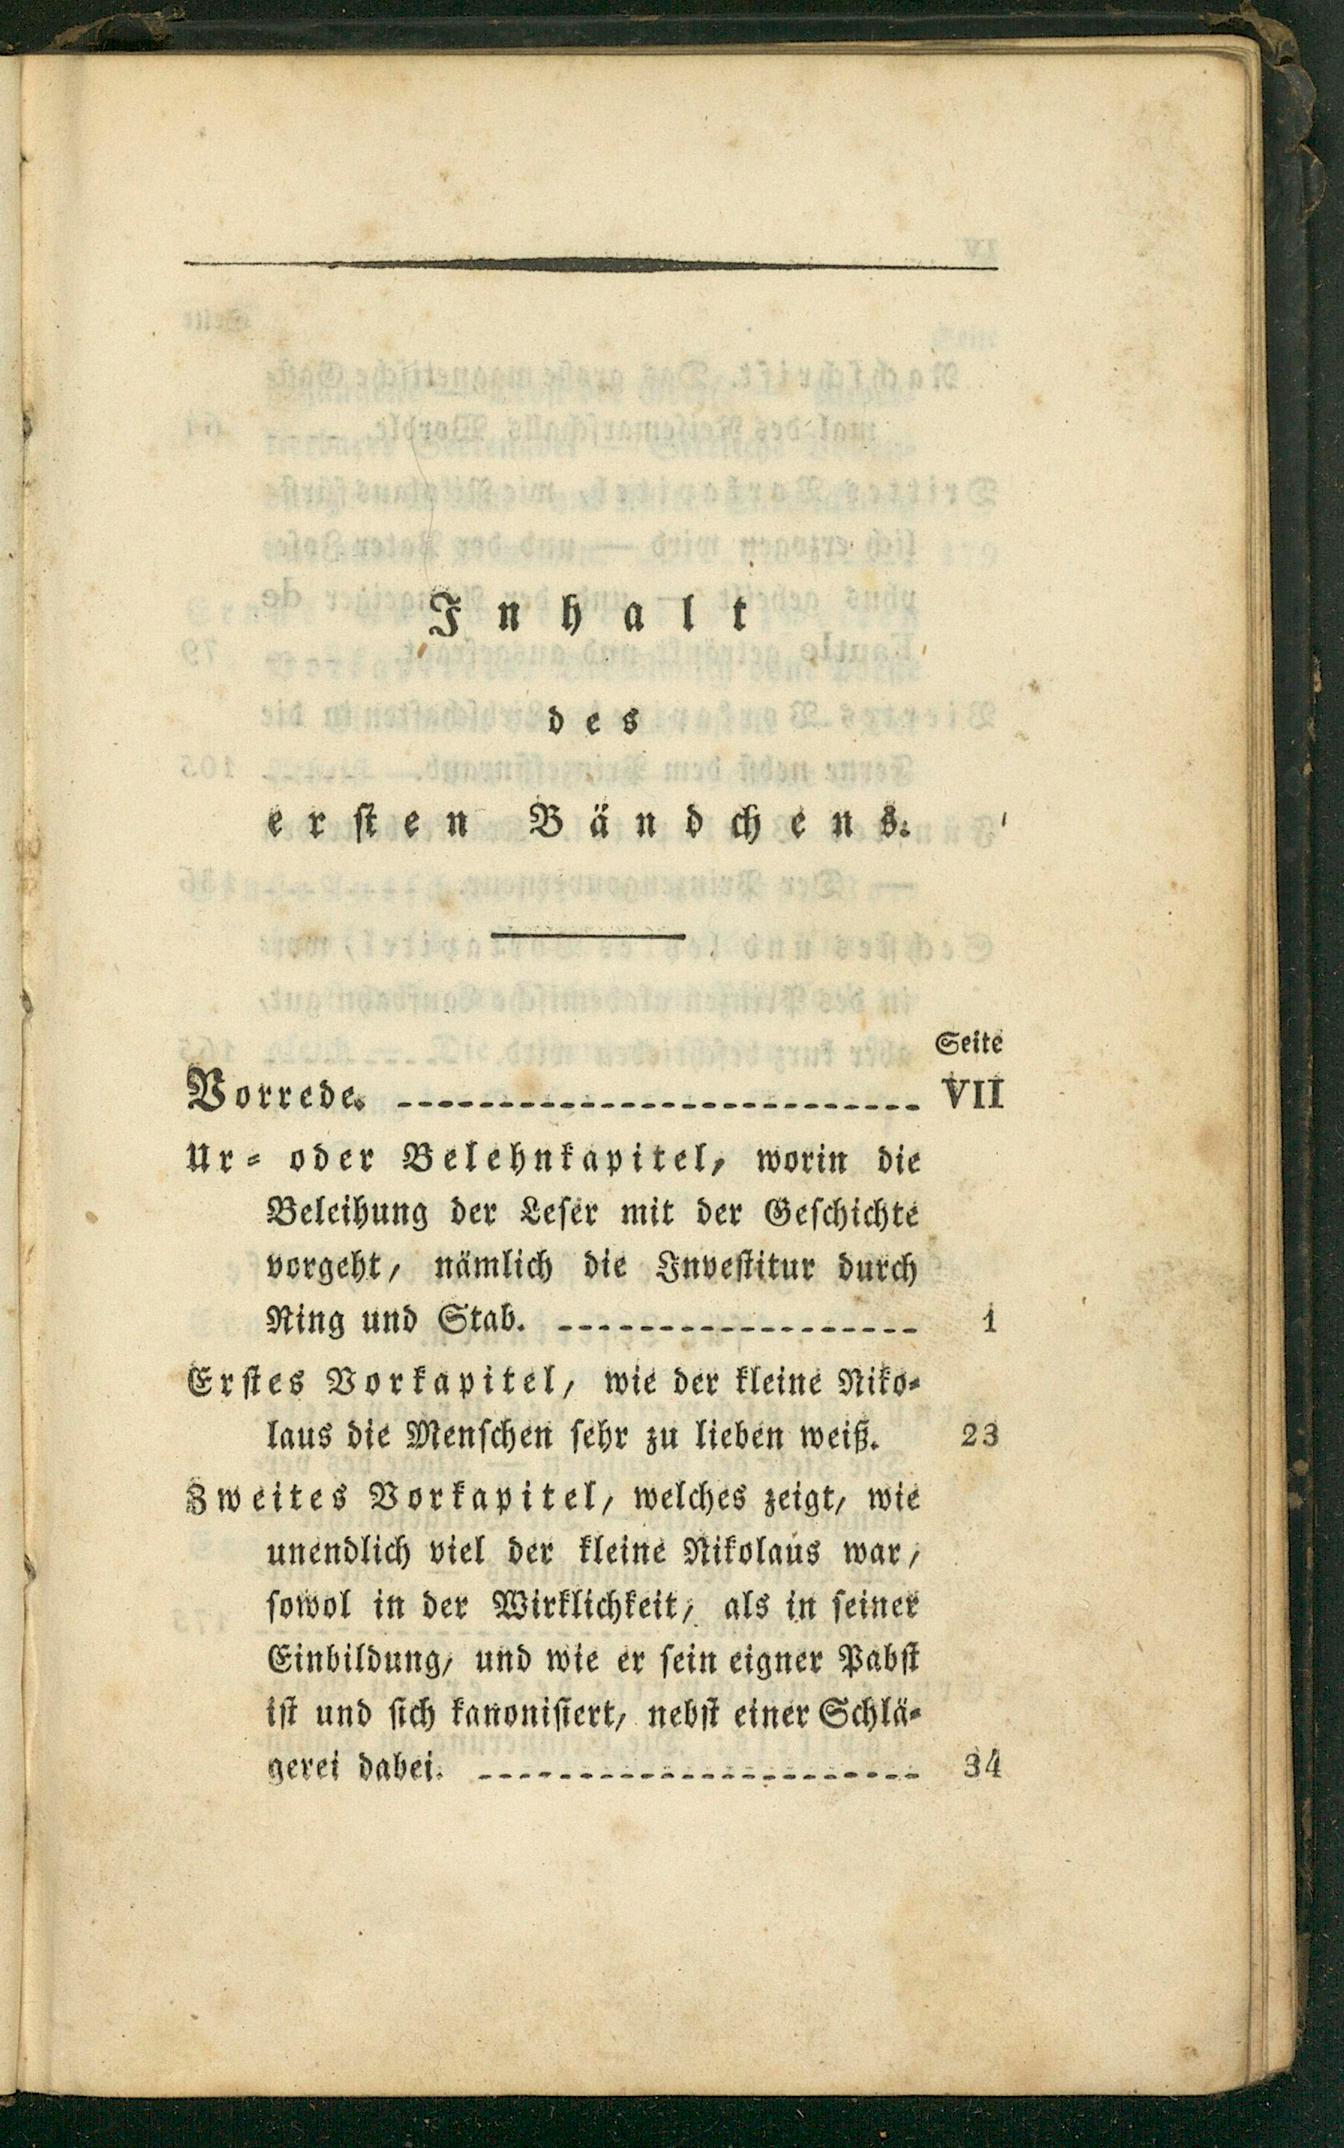 Inhalt
des
ersten Bändchens.
Seite
Vorrede. VII
Ur- oder Belehnkapitel, worin die
Beleihung der Leser mit der Geschichte
vorgeht, nämlich die Investitur durch
Ring und Stab. 1
Erstes Vorkapitel, wie der kleine Niko-
laus die Menschen sehr zu lieben weiß. 23
Zweites Vorkapitel, welches zeigt, wie
unendlich viel der kleine Nikolaus war,
sowol in der Wirklichkeit, als in seiner
Einbildung, und wie er sein eigner Pabst
ist und sich kanonisiert, nebst einer Schlä-
gerei dabei. 34